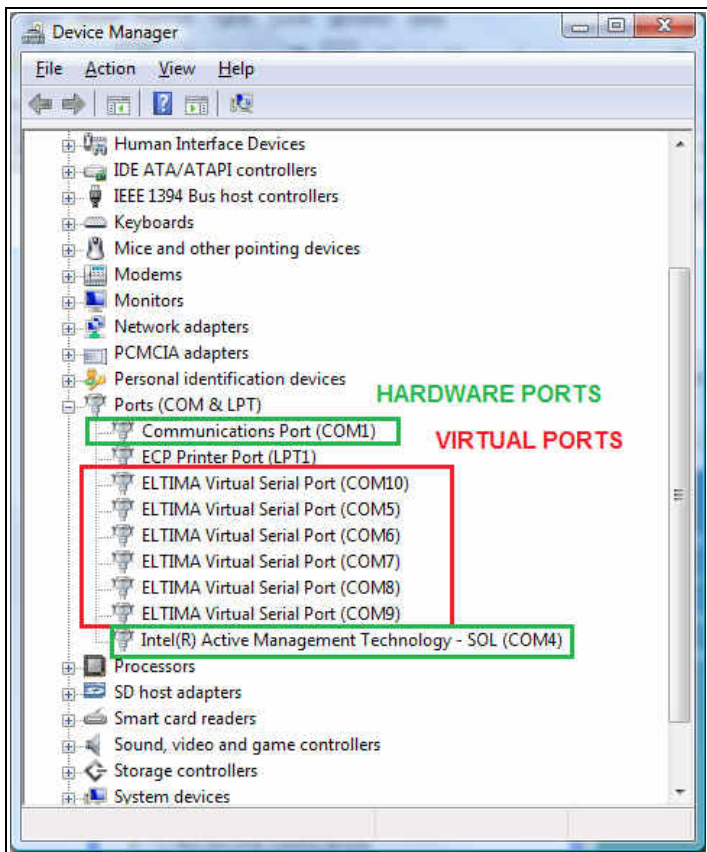 Device Manager
File Action View Help
Human Interface Devices
IDE ATA/ATAPI controllers
IEEE 1394 Bus host controllers
Keyboards
Mice and other pointing devices
Modems
Monitors
Network adapters
PCMCIA adapters
Personal identification devices
HARDWARE PORTS
Ports (COM & LPT)
Communications Port (COM1)
VIRTUAL PORTS
ECP Printer Port (LPT1)
ELTIMA Virtual Serial Port (COM10)
ELTIMA Virtual Serial Port (COM5)
ELTIMA Virtual Serial Port (COM6)
ELTIMA Virtual Serial Port (COM7)
ELTIMA Virtual Serial Port (COM8)
ELTIMA Virtual Serial Port (COM9)
Intel(R) Active Management Technology - SOL (COM4)
Processors
SD host adapters
Smart card readers
Sound, video and game controllers
Storage controllers
System devices